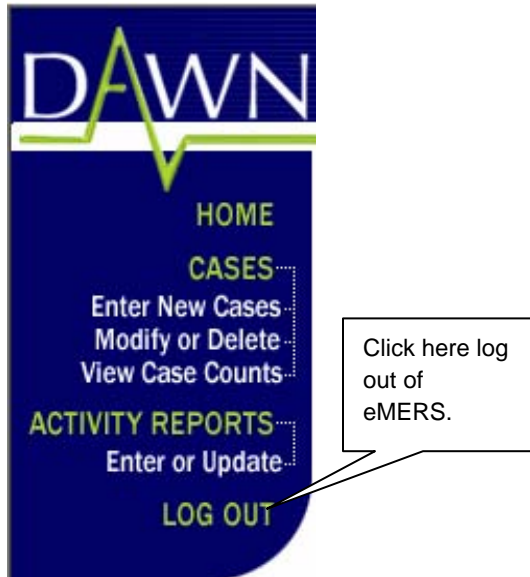 DAWN
HOME
CASES
Enter New Cases
Modify or Delete
View Case Counts
ACTIVITY REPORTS
Enter or Update
LOG OUT
Click here log
out of
eMERS.